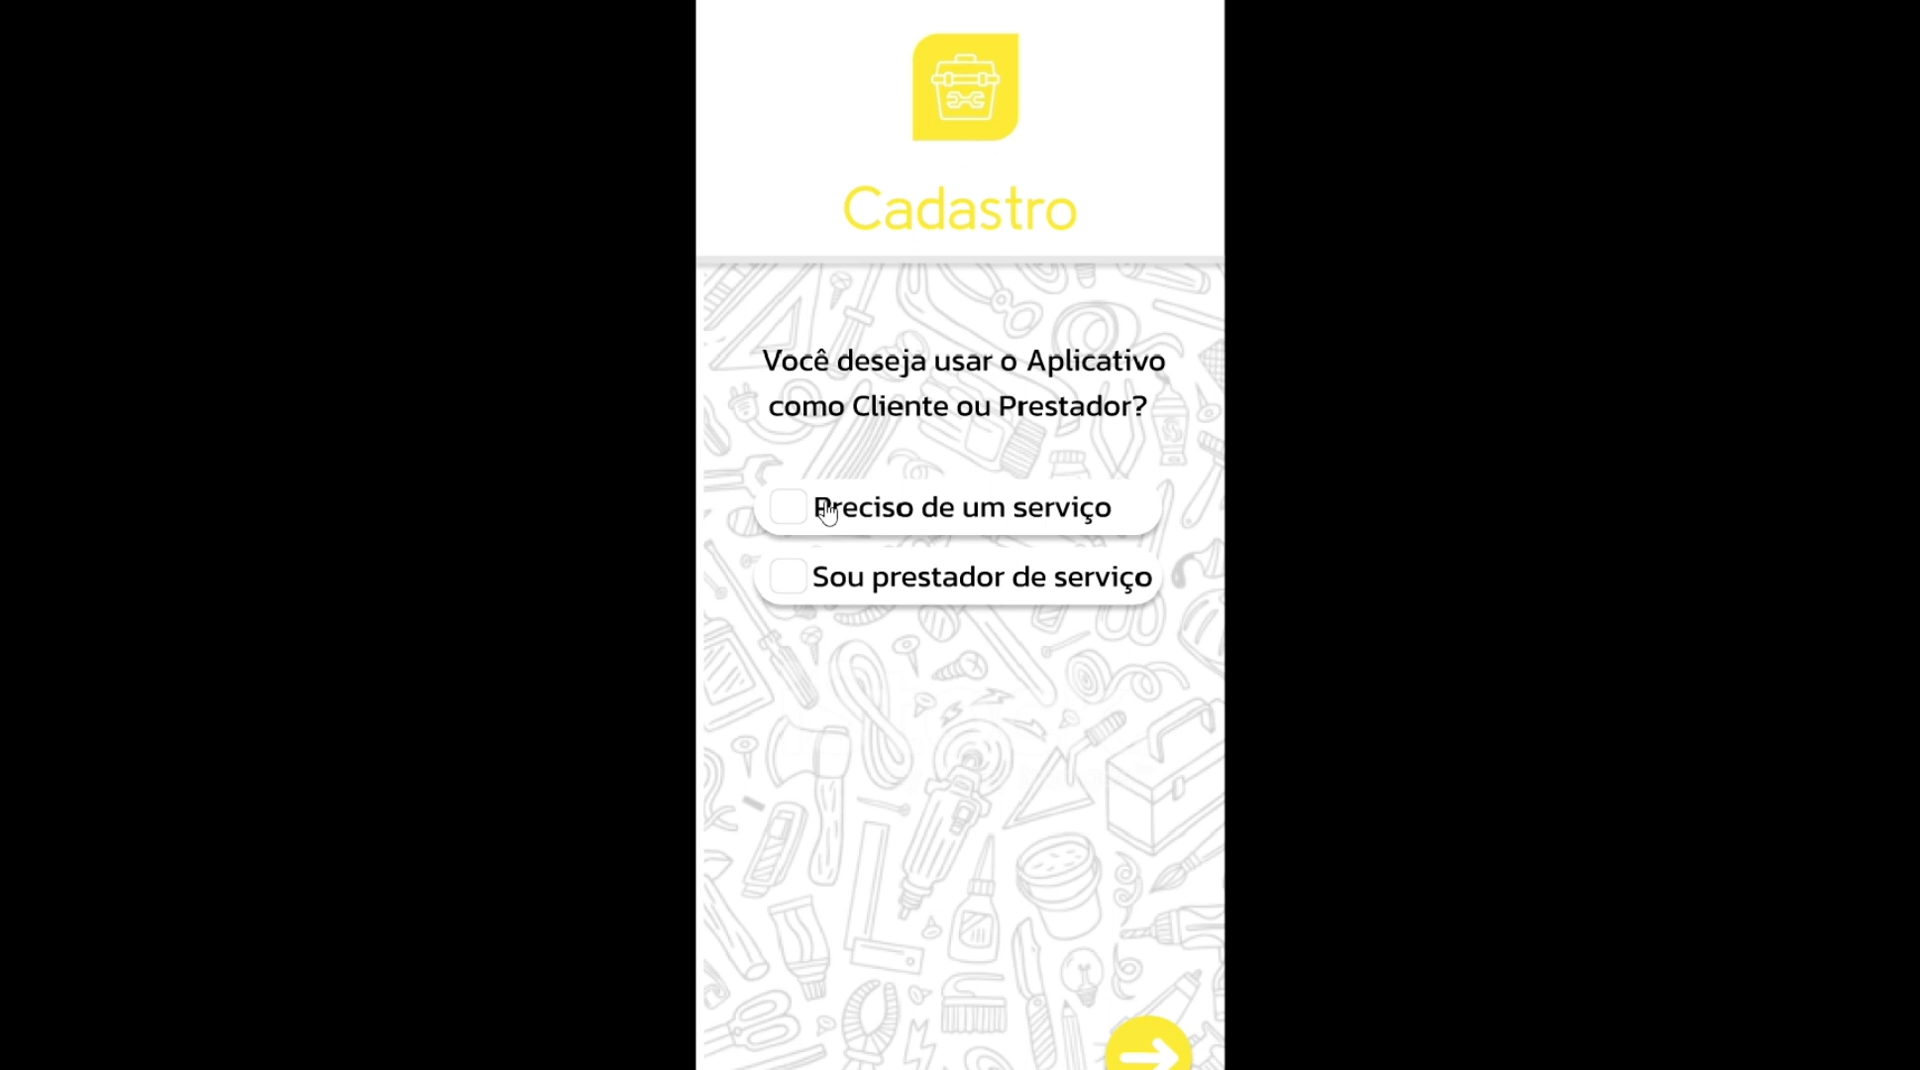 Cadastro
Você deseja usar o Aplicativo
como Cliente ou Prestador?
Preciso de um serviço
Sou prestador de serviço